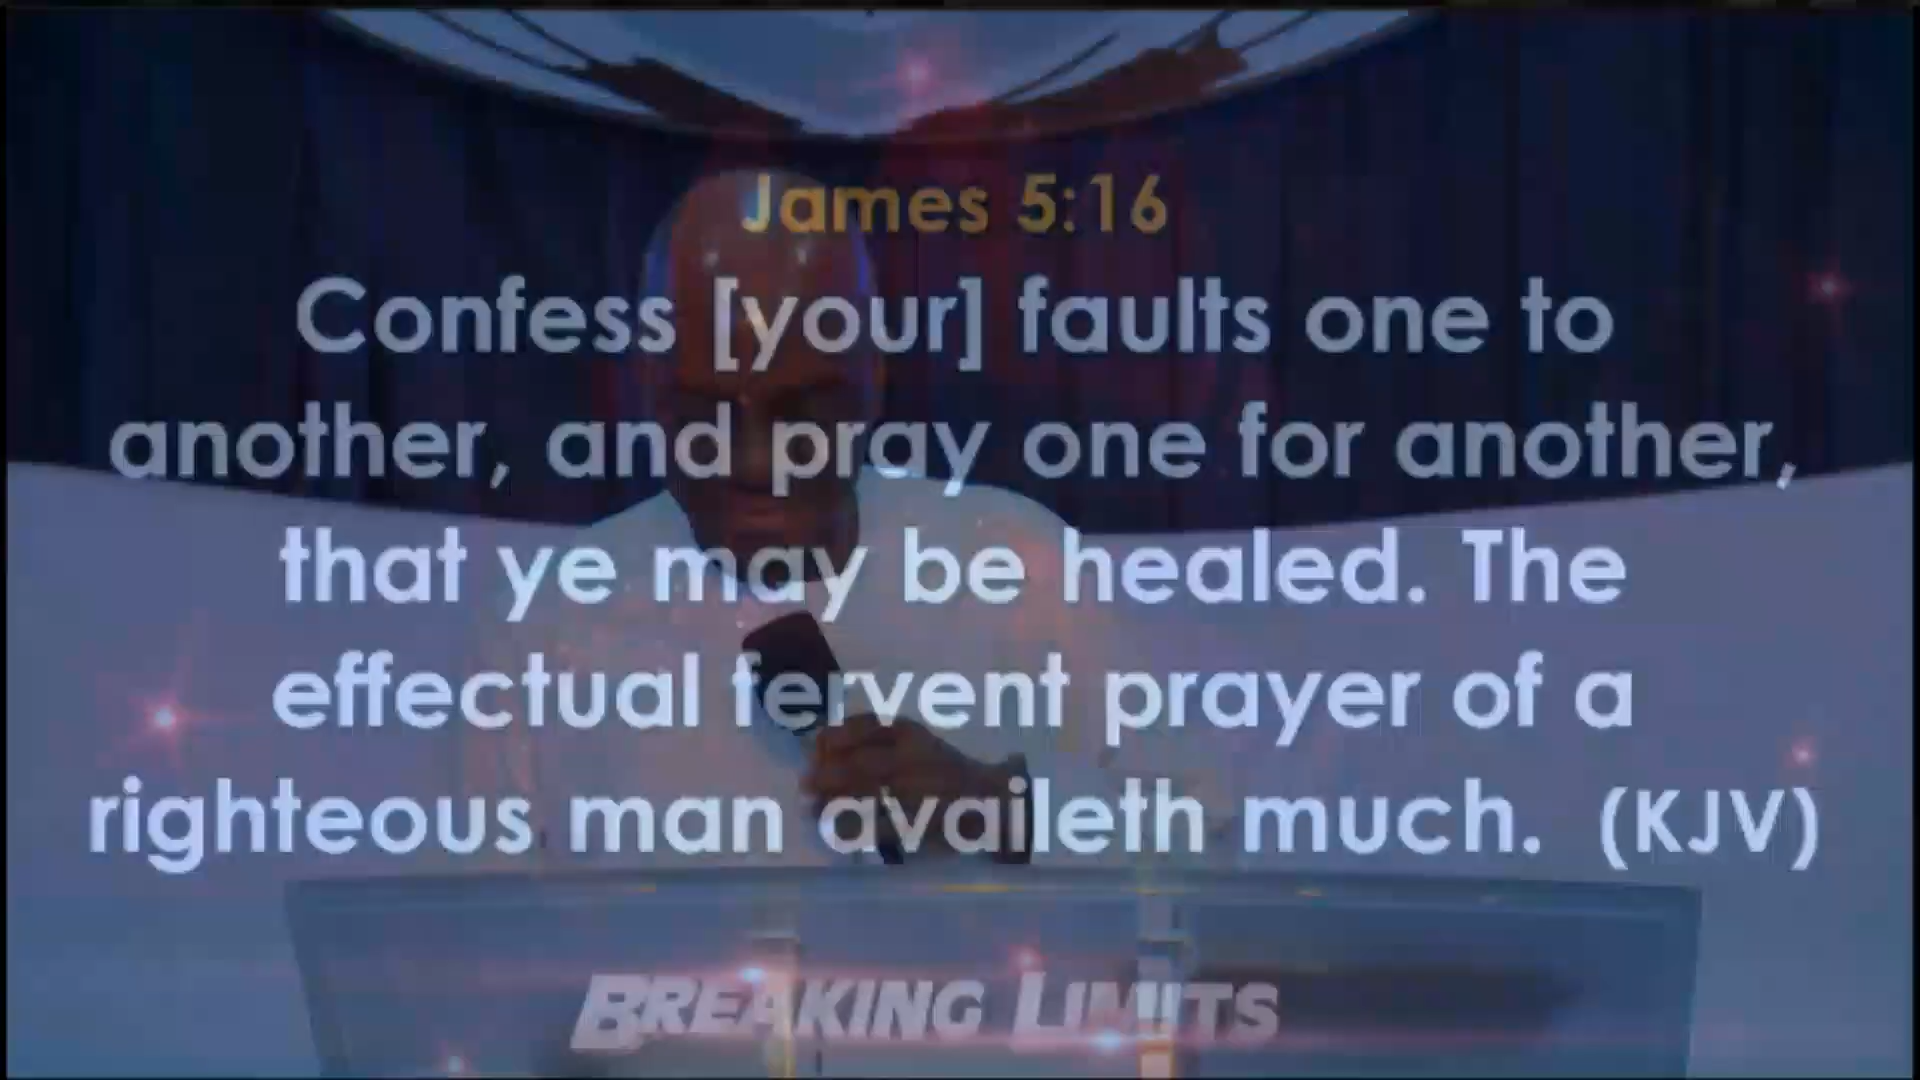 James 5:16
Confess [your] faults one to
another, and pray one for another,
that ye may be healed. The
effectual fervent prayer of a
righteous man availeth much.  (KJV)
BREAKING LIMITS